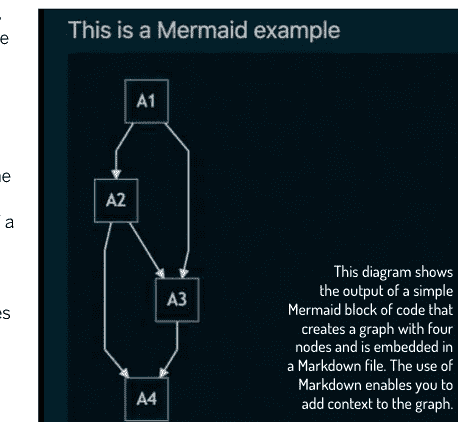 e
ne
a
es
This is a Mermaid example
A1
A2
A3
A4
This diagram shows
the output of a simple
Mermaid block of code that
creates a graph with four
nodes and is embedded in
a Markdown file. The use of
Markdown enables you to
add context to the graph.